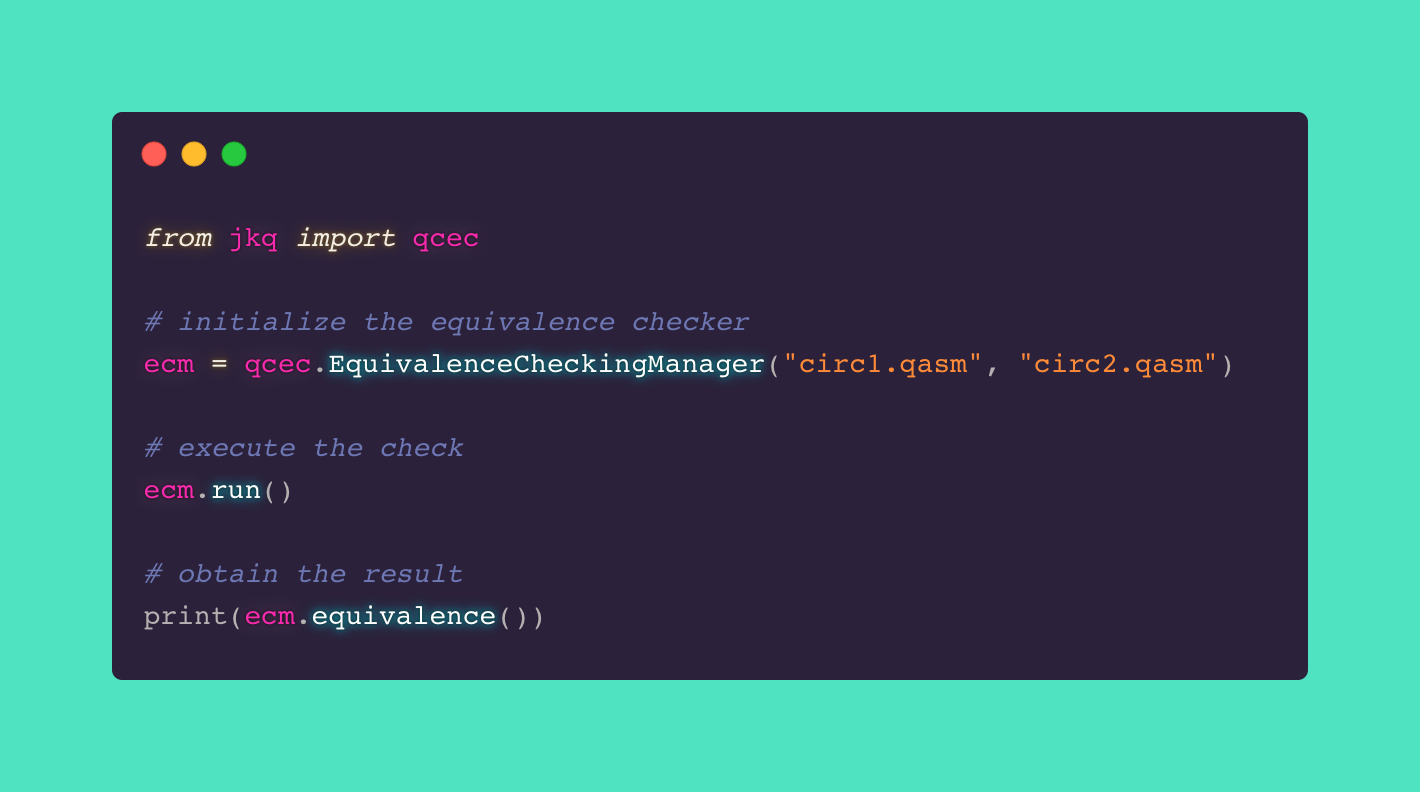 from jkq import qcec
# initialize the equivalence checker
ecm = qcec.EquivalenceCheckingManager("circ1.qasm", "circ2.qasm")
# execute the check
ecm.run()
# obtain the result
print(ecm.equivalence())